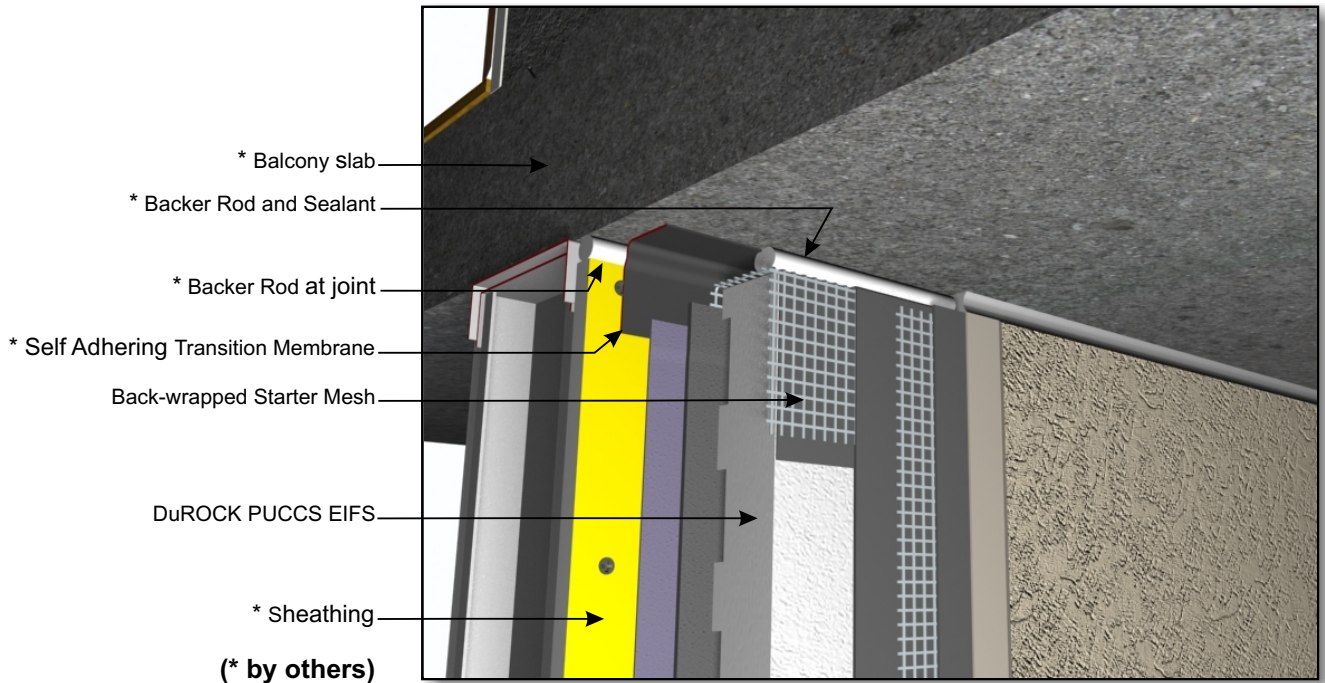 * Balcony slab
* Backer Rod and Sealant
* Backer Rod at joint
* Self Adhering Transition Membrane
Back-wrapped Starter Mesh
DuROCK PUCCS EIFS
* Sheathing
(* by others)